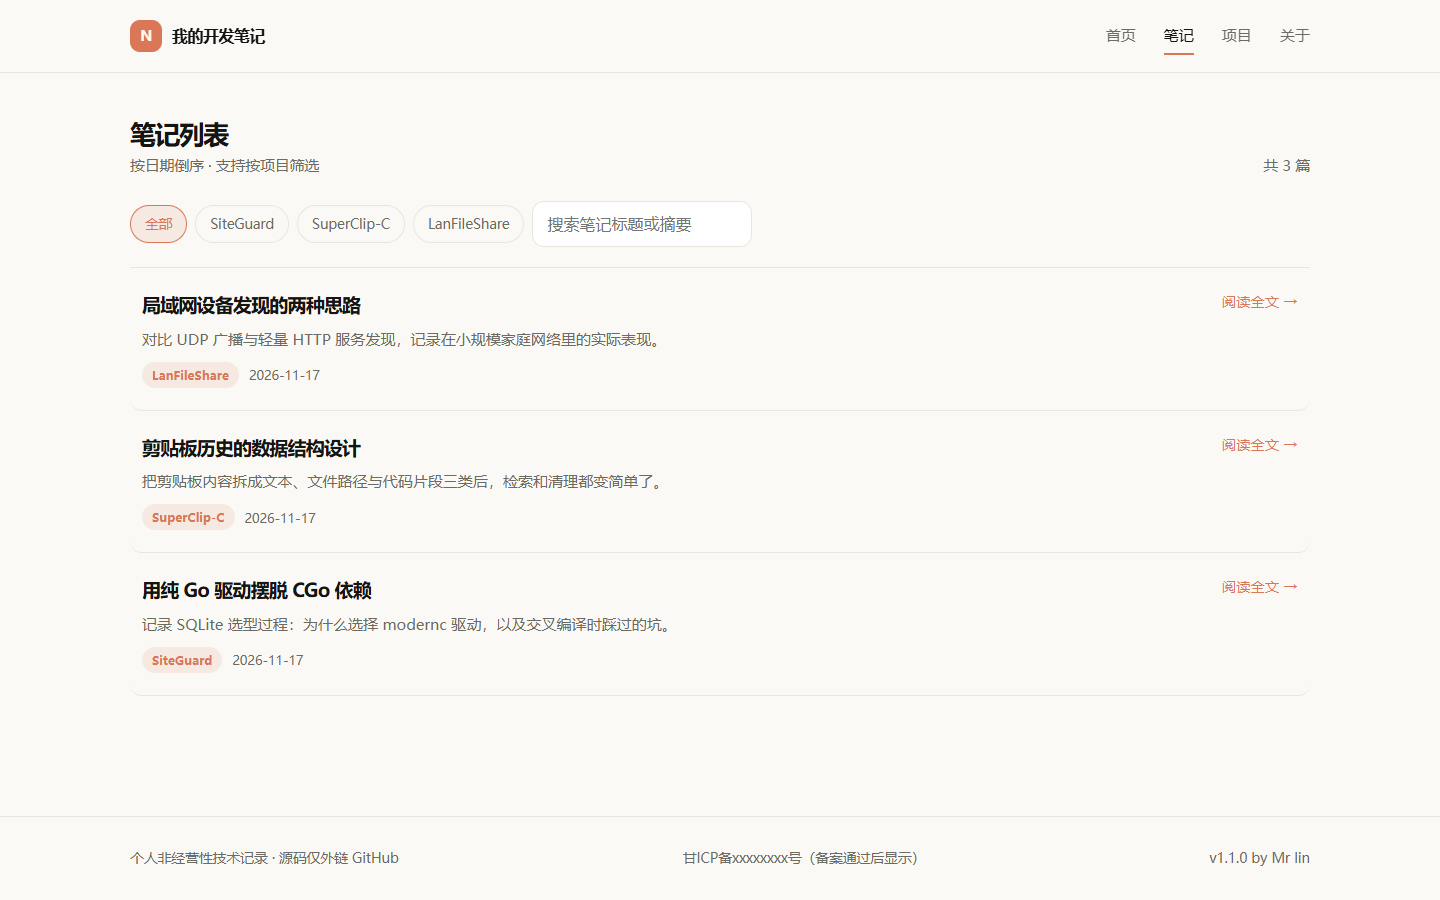 N 我的开发笔记 首页 笔记 项目 关于
笔记列表
按日期倒序 · 支持按项目筛选 共 3 篇
全部 SiteGuard SuperClip-C LanFileShare 搜索笔记标题或摘要
局域网设备发现的两种思路 阅读全文 →
对比 UDP 广播与轻量 HTTP 服务发现，记录在小规模家庭网络里的实际表现。
LanFileShare 2026-11-17
剪贴板历史的数据结构设计 阅读全文 →
把剪贴板内容拆成文本、文件路径与代码片段三类后，检索和清理都变简单了。
SuperClip-C 2026-11-17
用纯 Go 驱动摆脱 CGo 依赖 阅读全文 →
记录 SQLite 选型过程：为什么选择 modernc 驱动，以及交叉编译时踩过的坑。
SiteGuard 2026-11-17
个人非经营性技术记录 · 源码仅外链 GitHub 甘ICP备xxxxxxxx号（备案通过后显示） v1.1.0 by Mr lin